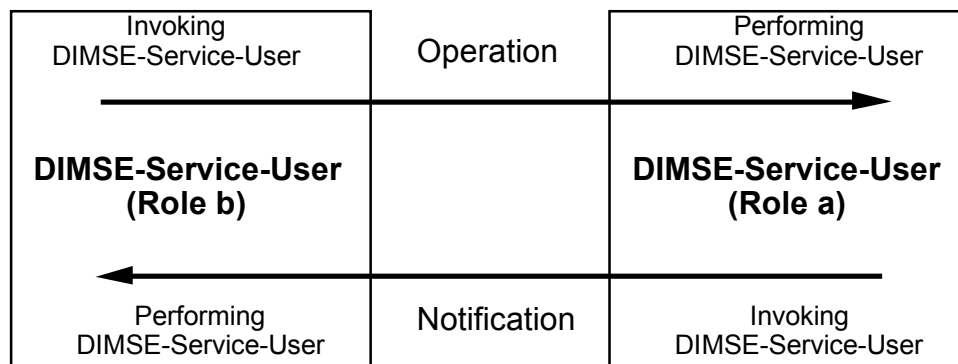 Invoking
DIMSE-Service-User
Operation
Performing
DIMSE-Service-User
DIMSE-Service-User
(Role b)
DIMSE-Service-User
(Role a)
Performing
DIMSE-Service-User
Notification
Invoking
DIMSE-Service-User